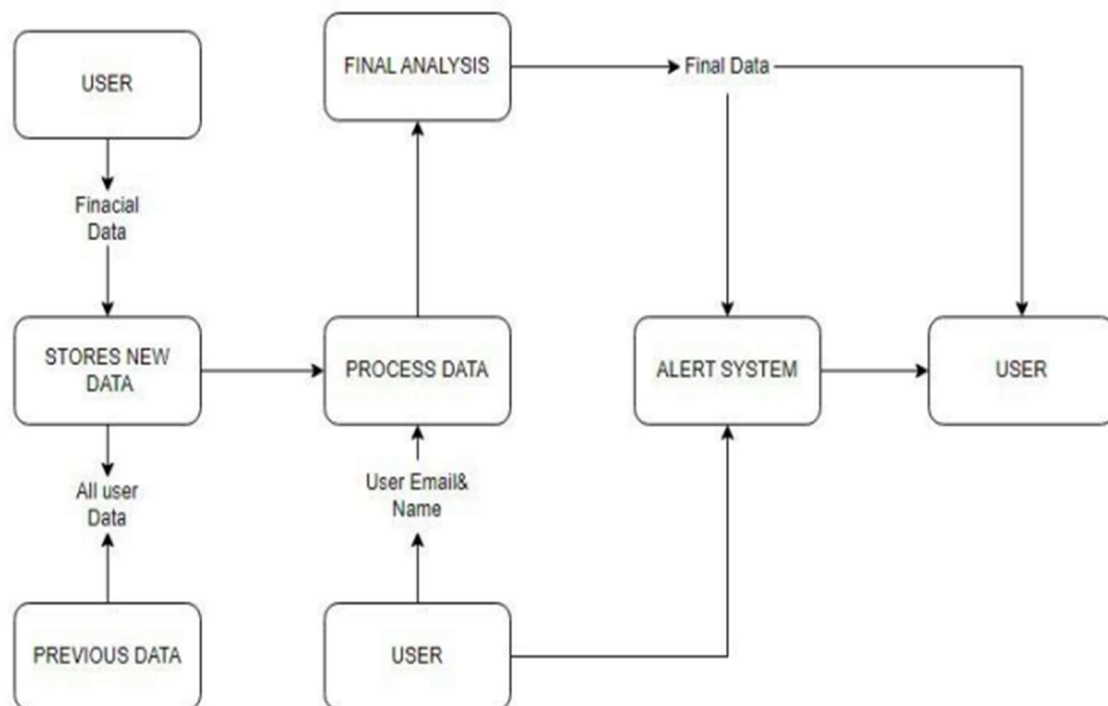 USER
FINAL ANALYSIS
Final Data
Finacial
Data
STORES NEW
DATA
PROCESS DATA
ALERT SYSTEM
USER
All user
Data
User Email&
Name
PREVIOUS DATA
USER